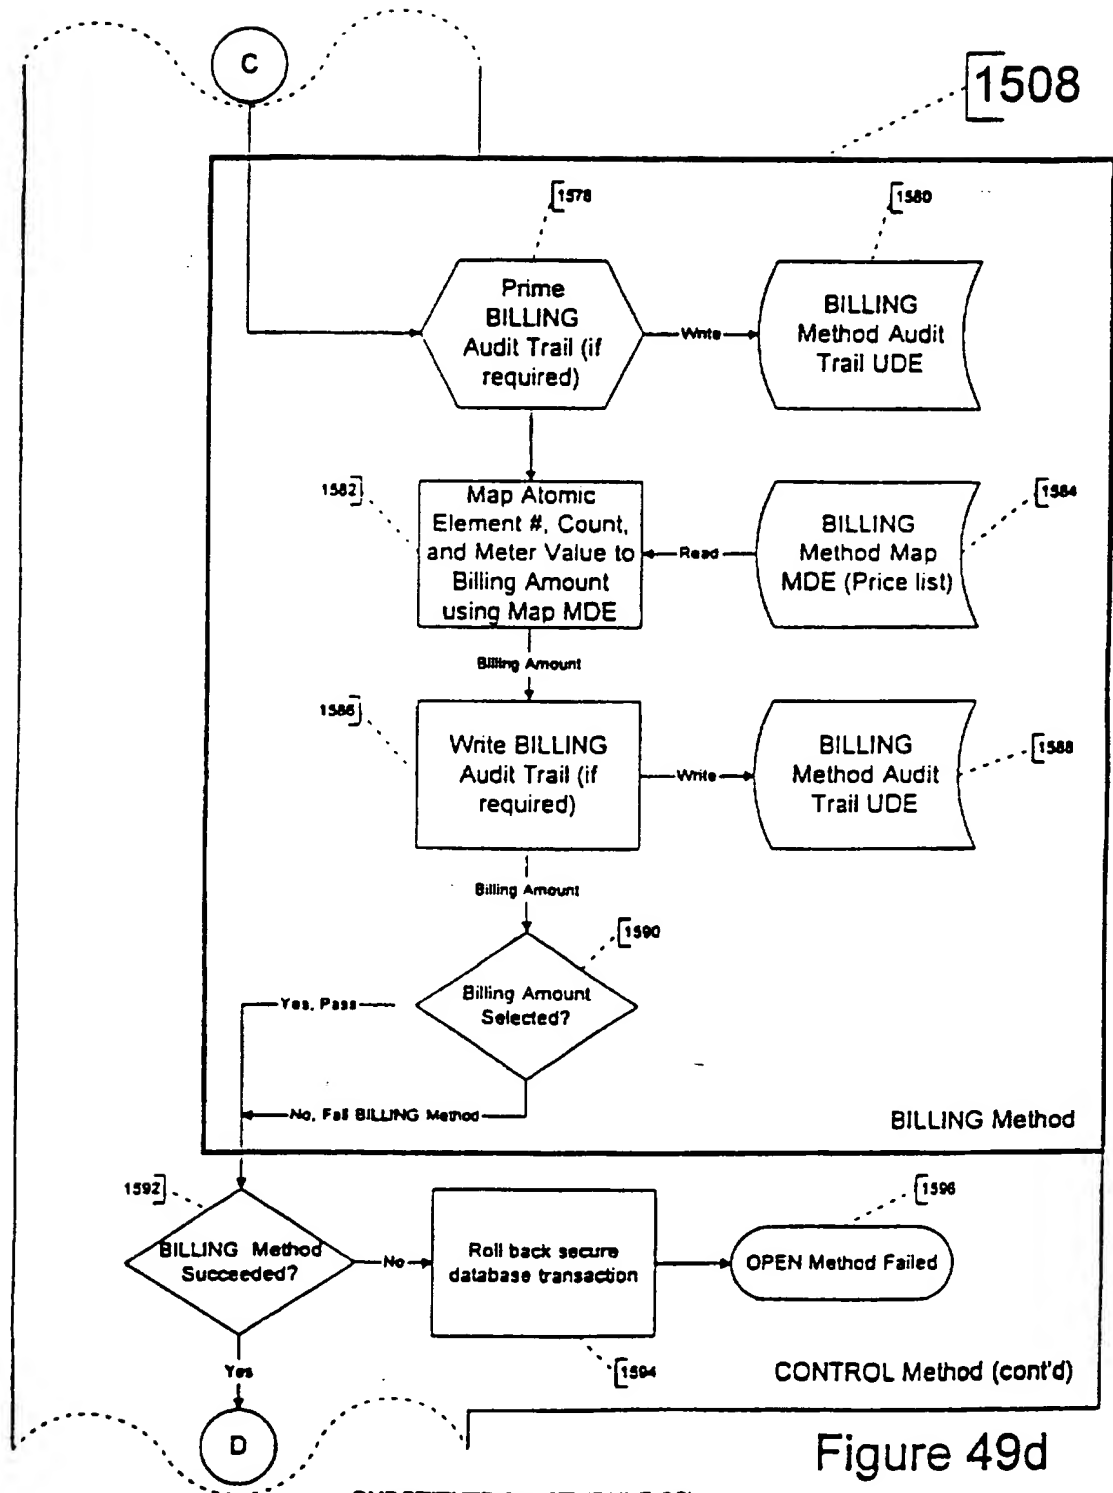 C
1508
1578
1580
Prime
BILLING
Audit Trail (if
required)
Write
BILLING
Method Audit
Trail UDE
1582
Map Atomic
Element #, Count,
and Meter Value to
Billing Amount
using Map MDE
Read
BILLING
Method Map
MDE (Price list)
1584
Billing Amount
1586
Write BILLING
Audit Trail (if
required)
Write
BILLING
Method Audit
Trail UDE
1588
Billing Amount
1590
Billing Amount
Selected?
Yes, Pass
No, Fail BILLING Method
BILLING Method
1592
BILLING Method
Succeeded?
No
Roll back secure
database transaction
1596
OPEN Method Failed
Yes
1594
CONTROL Method (cont'd)
D
Figure 49d